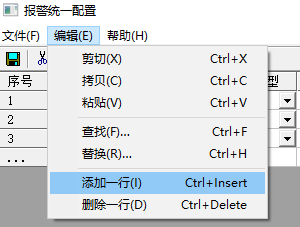 报警统一配置
文件(F) 编辑(E) 帮助(H)
剪切(X) Ctrl+X
拷贝(C) Ctrl+C
粘贴(V) Ctrl+V
查找(F)... Ctrl+F
替换(R)... Ctrl+H
添加一行(I) Ctrl+Insert
删除一行(D) Ctrl+Delete
序号 型
1
2
3
...